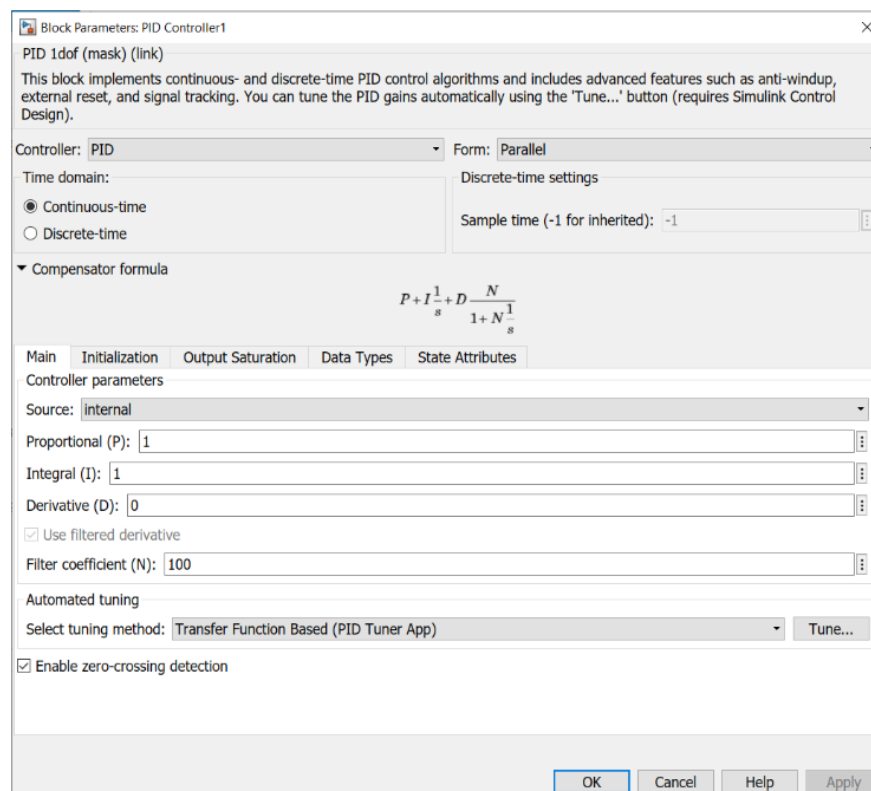 Block Parameters: PID Controller1
PID 1dof (mask) (link)
This block implements continuous- and discrete-time PID control algorithms and includes advanced features such as anti-windup,
external reset, and signal tracking. You can tune the PID gains automatically using the 'Tune...' button (requires Simulink Control
Design).
Controller: PID Form: Parallel
Time domain: Discrete-time settings
Continuous-time
Sample time (-1 for inherited): -1
Discrete-time
Compensator formula
P+I 1/s + D N/(1+N 1/s)
Main Initialization Output Saturation Data Types State Attributes
Controller parameters
Source: internal
Proportional (P): 1
Integral (I): 1
Derivative (D): 0
Use filtered derivative
Filter coefficient (N): 100
Automated tuning
Select tuning method: Transfer Function Based (PID Tuner App) Tune...
Enable zero-crossing detection
OK Cancel Help Apply